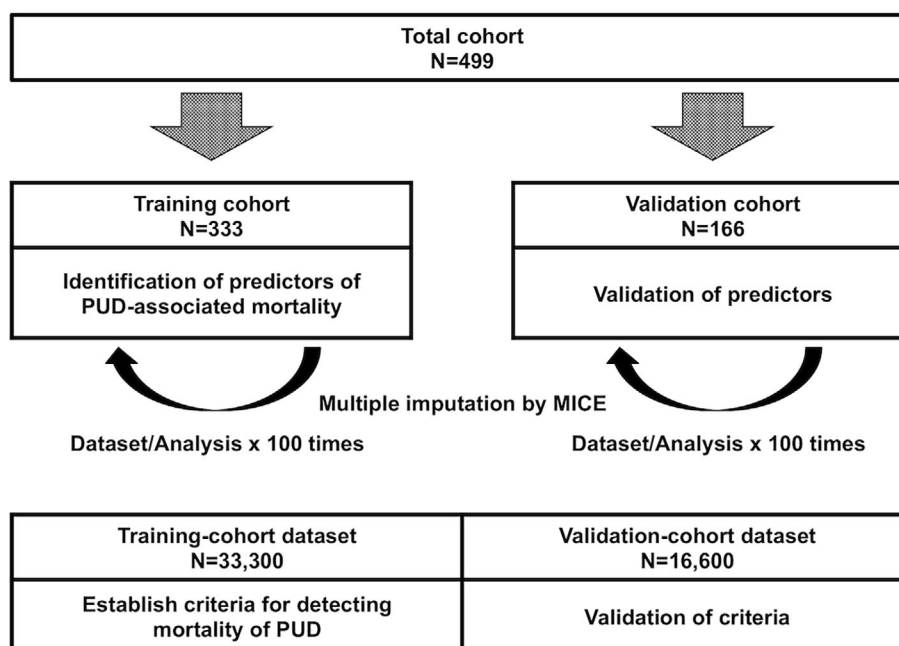 Total cohort
N=499
Training cohort
N=333
Identification of predictors of
PUD-associated mortality
Validation cohort
N=166
Validation of predictors
Multiple imputation by MICE
Dataset/Analysis x 100 times
Dataset/Analysis x 100 times
Training-cohort dataset
N=33,300
Validation-cohort dataset
N=16,600
Establish criteria for detecting
mortality of PUD
Validation of criteria